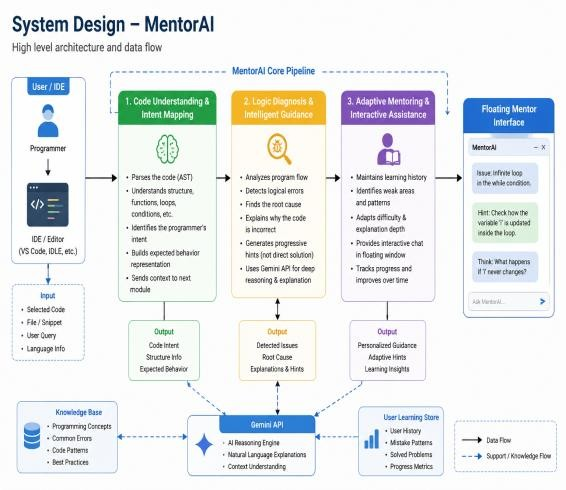 System Design – MentorAI
High level architecture and data flow
MentorAI Core Pipeline
User / IDE
Programmer
</>
IDE / Editor
(VS Code, IDLE, etc.)
Input
• Selected Code
• File / Snippet
• User Query
• Language Info
1. Code Understanding &
Intent Mapping
• Parses the code (AST)
• Understands structure,
functions, loops,
conditions, etc.
• Identifies the programmer's
intent
• Builds expected behavior
representation
• Sends context to next
module
Output
Code Intent
Structure Info
Expected Behavior
2. Logic Diagnosis &
Intelligent Guidance
• Analyzes program flow
• Detects logical errors
• Finds the root cause
• Explains why the code
is incorrect
• Generates progressive
hints (not direct solution)
• Uses Gemini API for deep
reasoning & explanation
Output
Detected Issues
Root Cause
Explanations & Hints
3. Adaptive Mentoring &
Interactive Assistance
• Maintains learning history
• Identifies weak areas
and patterns
• Adapts difficulty &
explanation depth
• Provides interactive chat
in floating window
• Tracks progress and
improves over time
Output
Personalized Guidance
Adaptive Hints
Learning Insights
Floating Mentor
Interface
MentorAI – X
Issue: Infinite loop
in the while condition.
Hint: Check how the
variable 'i' is updated
inside the loop.
Think: What happens
if 'i' never changes?
Ask MentorAI...
Knowledge Base
• Programming Concepts
• Common Errors
• Code Patterns
• Best Practices
Gemini API
• AI Reasoning Engine
• Natural Language Explanations
• Context Understanding
User Learning Store
• User History
• Mistake Patterns
• Solved Problems
• Progress Metrics
Data Flow
Support / Knowledge Flow